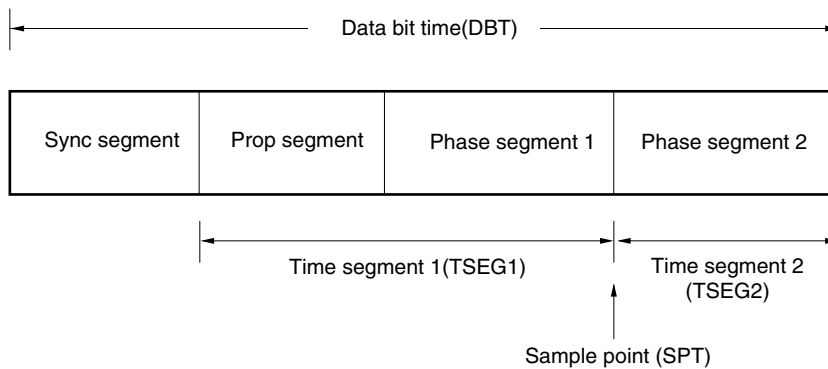 Data bit time(DBT)
Sync segment
Prop segment
Phase segment 1
Phase segment 2
Time segment 1(TSEG1)
Time segment 2
(TSEG2)
Sample point (SPT)